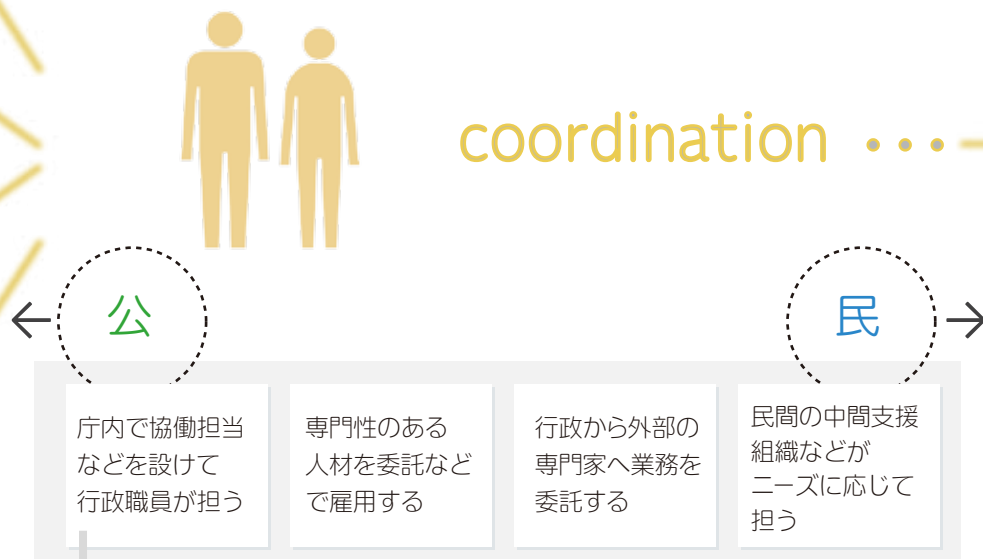 coordination ・・・
公
民
庁内で協働担当
などを設けて
行政職員が担う
専門性のある
人材を委託など
で雇用する
行政から外部の
専門家へ業務を
委託する
民間の中間支援
組織などが
ニーズに応じて
担う